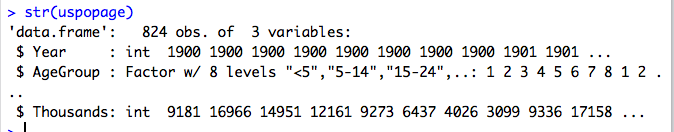 > str(uspopage)
'data.frame':   824 obs. of  3 variables:
 $ Year     : int  1900 1900 1900 1900 1900 1900 1900 1900 1901 1901 ...
 $ AgeGroup : Factor w/ 8 levels "<5","5-14","15-24",..: 1 2 3 4 5 6 7 8 1 2 .
..
 $ Thousands: int  9181 16966 14951 12161 9273 6437 4026 3099 9336 17158 ...
>